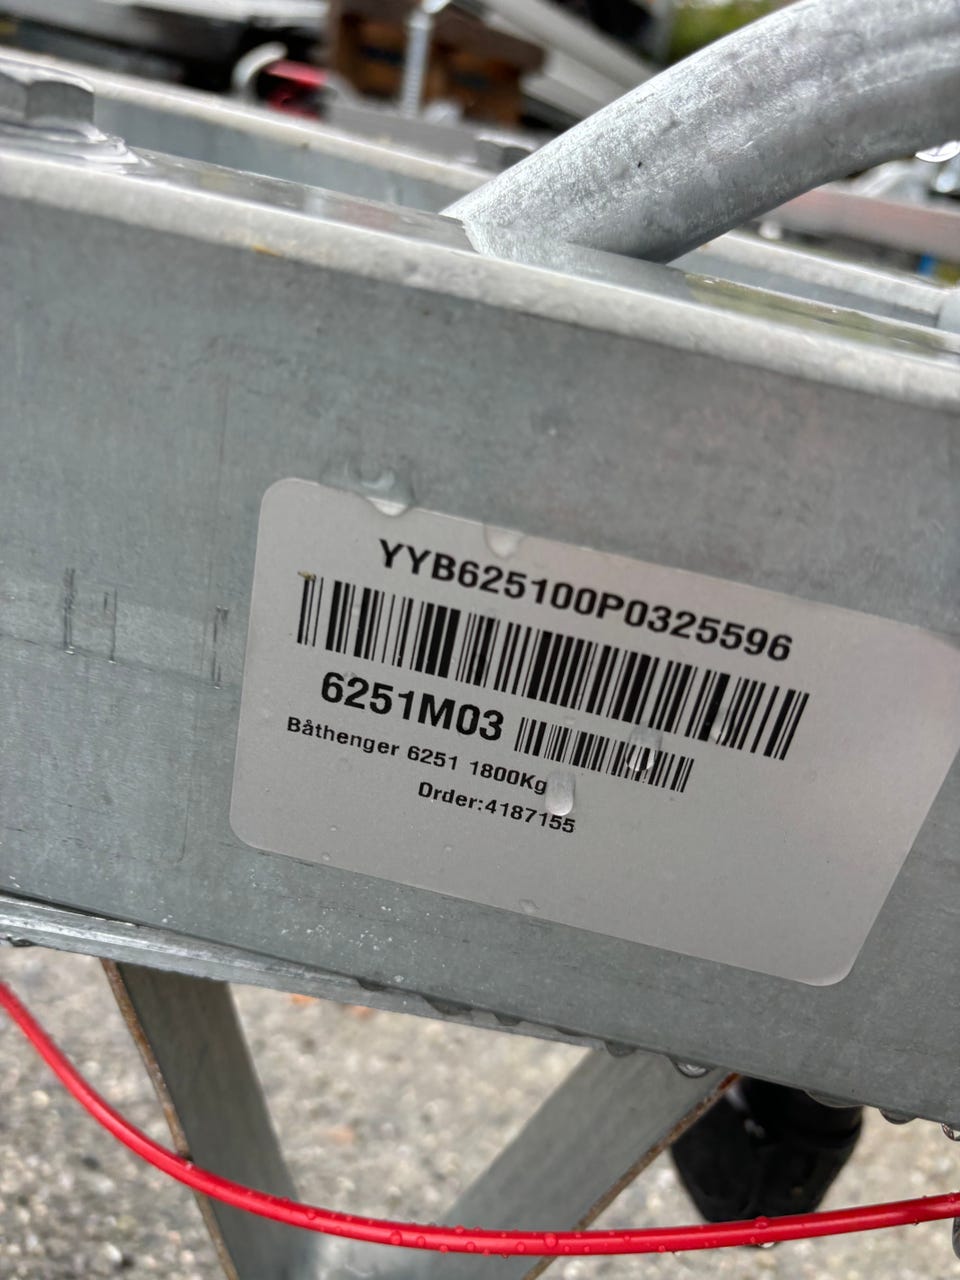 YYB625100P0325596
6251M03
Båthenger 6251 1800Kg
Order:4187155